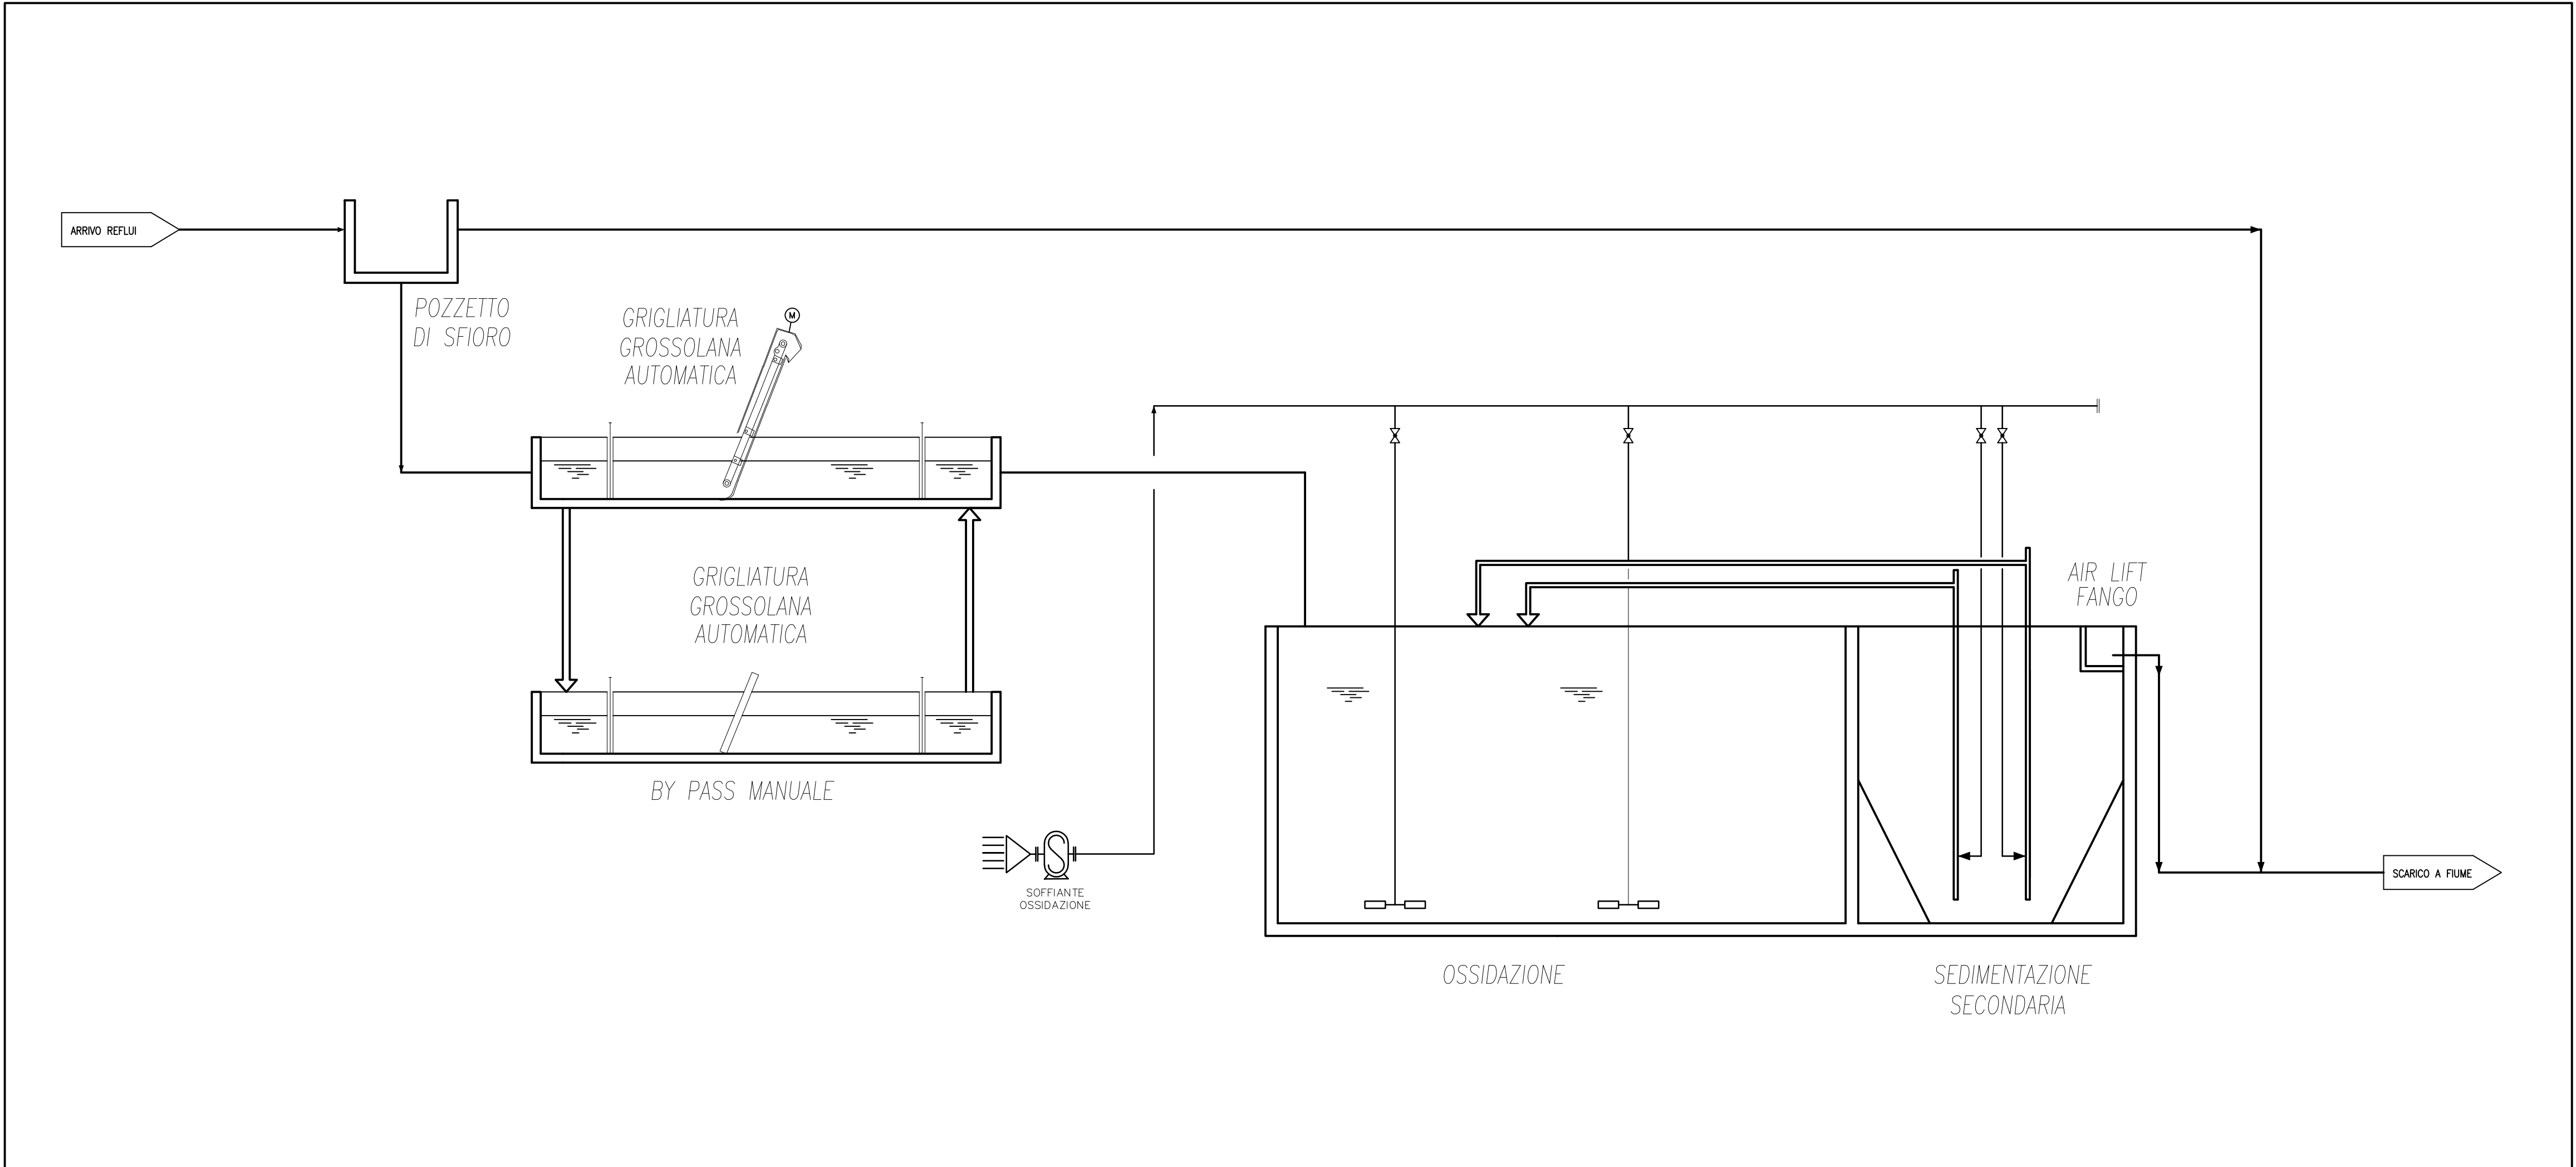 ARRIVO REFLUI
POZZETTO
DI SFIORO
GRIGLIATURA
GROSSOLANA
AUTOMATICA
M
GRIGLIATURA
GROSSOLANA
AUTOMATICA
BY PASS MANUALE
SOFFIANTE
OSSIDAZIONE
AIR LIFT
FANGO
SCARICO A FIUME
OSSIDAZIONE
SEDIMENTAZIONE
SECONDARIA